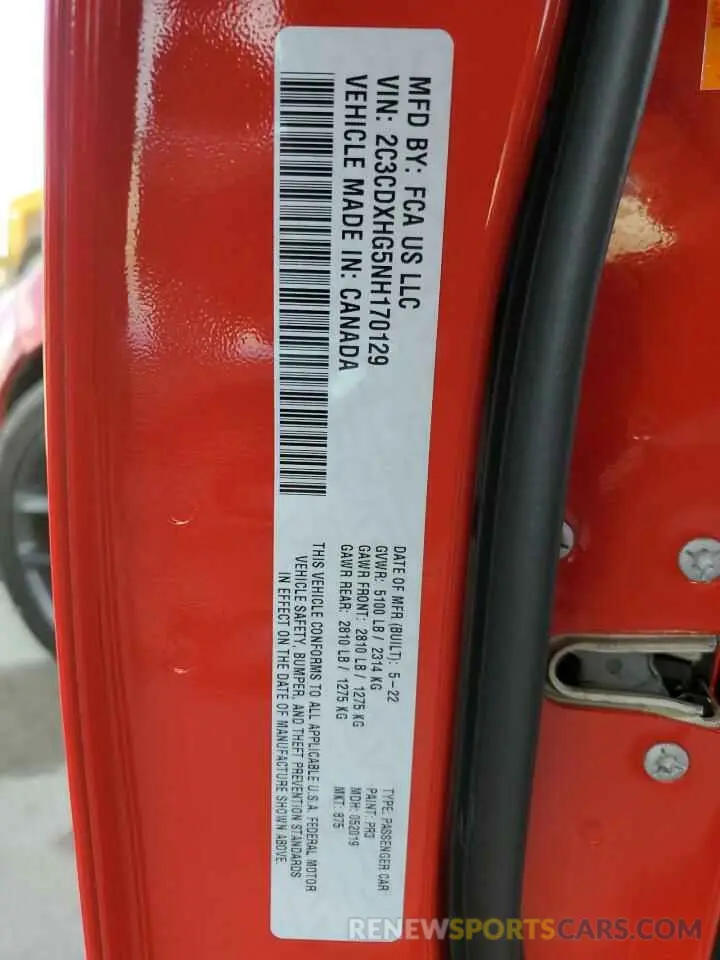 MFD BY: FCA US LLC
VIN: 2C3CDXHG5NH170129
VEHICLE MADE IN: CANADA
DATE OF MFR (BUILT): 5-22
GVWR: 5100 LB / 2314 KG
GAWR FRONT: 2810 LB / 1275 KG
GAWR REAR: 2810 LB / 1275 KG
TYPE: PASSENGER CAR
PAINT: PR3
MDH: 052019
MKT: 875
THIS VEHICLE CONFORMS TO ALL APPLICABLE U.S.A. FEDERAL MOTOR
VEHICLE SAFETY, BUMPER, AND THEFT PREVENTION STANDARDS
IN EFFECT ON THE DATE OF MANUFACTURE SHOWN ABOVE.
RENEWSPORTSCARS.COM